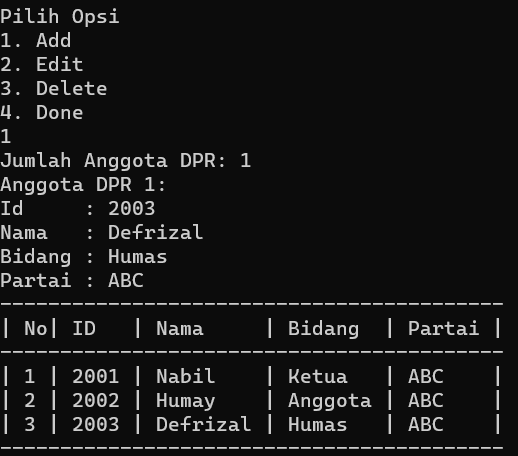 Pilih Opsi
1. Add
2. Edit
3. Delete
4. Done
1
Jumlah Anggota DPR: 1
Anggota DPR 1:
Id     : 2003
Nama   : Defrizal
Bidang : Humas
Partai : ABC
------------------------------------------
| No| ID   | Nama     | Bidang  | Partai |
------------------------------------------
| 1 | 2001 | Nabil    | Ketua   | ABC    |
| 2 | 2002 | Humay    | Anggota | ABC    |
| 3 | 2003 | Defrizal | Humas   | ABC    |
------------------------------------------